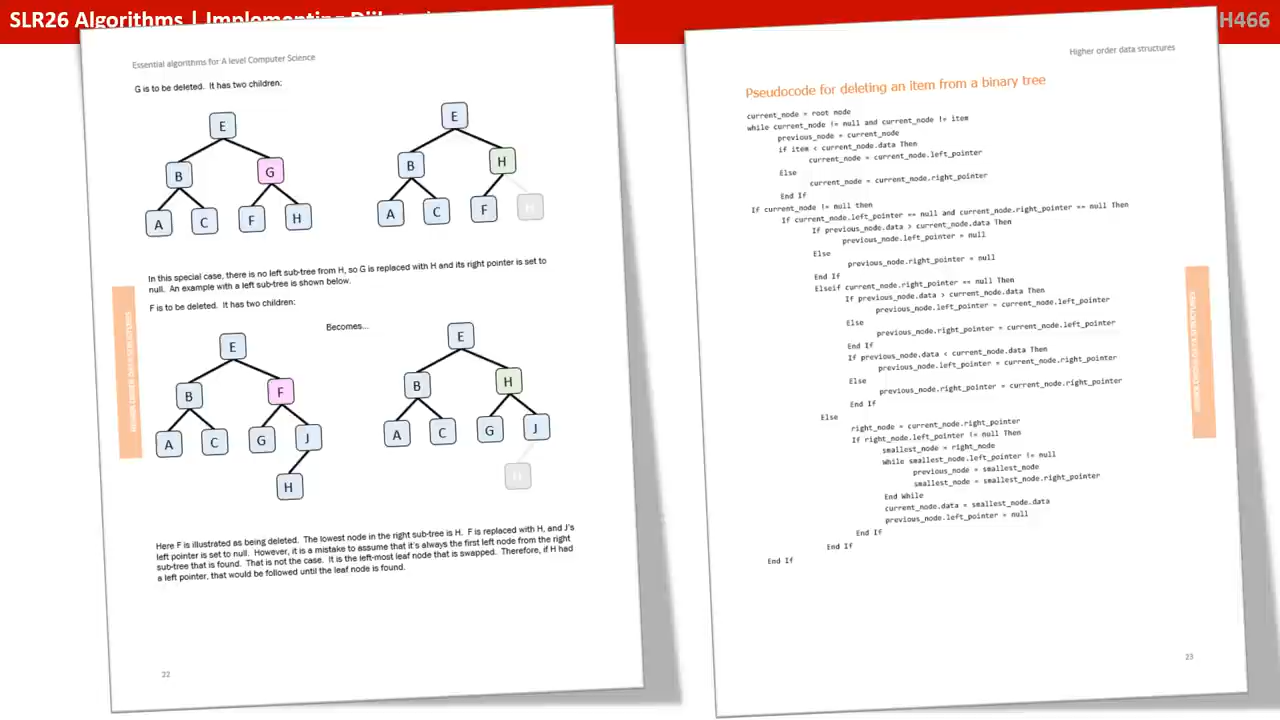 SLR26 Algorithms | Implementing
H466
Essential algorithms for A level Computer Science
G is to be deleted. It has two children:
E
B G
A C F H
E
B H
A C F H
In this special case, there is no left sub-tree from H, so G is replaced with H and its right pointer is set to
null. An example with a left sub-tree is shown below.
F is to be deleted. It has two children:
Becomes...
E
B F
A C G J
H
E
B H
A C G J
H
Here F is illustrated as being deleted. The lowest node in the right sub-tree is H. F is replaced with H, and J's
left pointer is set to null. However, it is a mistake to assume that it's always the first left node from the right
sub-tree that is found. That is not the case. It is the left-most leaf node that is swapped. Therefore, if H had
a left pointer, that would be followed until the leaf node is found.
HIGHER ORDER DATA STRUCTURES
22
Higher order data structures
Pseudocode for deleting an item from a binary tree
current_node = root node
while current_node != null and current_node != item
previous_node = current_node
if item < current_node.data Then
current_node = current_node.left_pointer
Else
current_node = current_node.right_pointer
End If
If current_node != null then
If current_node.left_pointer == null and current_node.right_pointer == null Then
If previous_node.data > current_node.data Then
previous_node.left_pointer = null
Else
previous_node.right_pointer = null
End If
Elseif current_node.right_pointer == null Then
If previous_node.data > current_node.data Then
previous_node.left_pointer = current_node.left_pointer
Else
previous_node.right_pointer = current_node.left_pointer
End If
If previous_node.data < current_node.data Then
previous_node.left_pointer = current_node.right_pointer
Else
previous_node.right_pointer = current_node.right_pointer
End If
Else
right_node = current_node.right_pointer
If right_node.left_pointer != null Then
smallest_node = right_node
While smallest_node.left_pointer != null
previous_node = smallest_node
smallest_node = smallest_node.right_pointer
End While
current_node.data = smallest_node.data
previous_node.left_pointer = null
End If
End If
End If
HIGHER ORDER DATA STRUCTURES
23